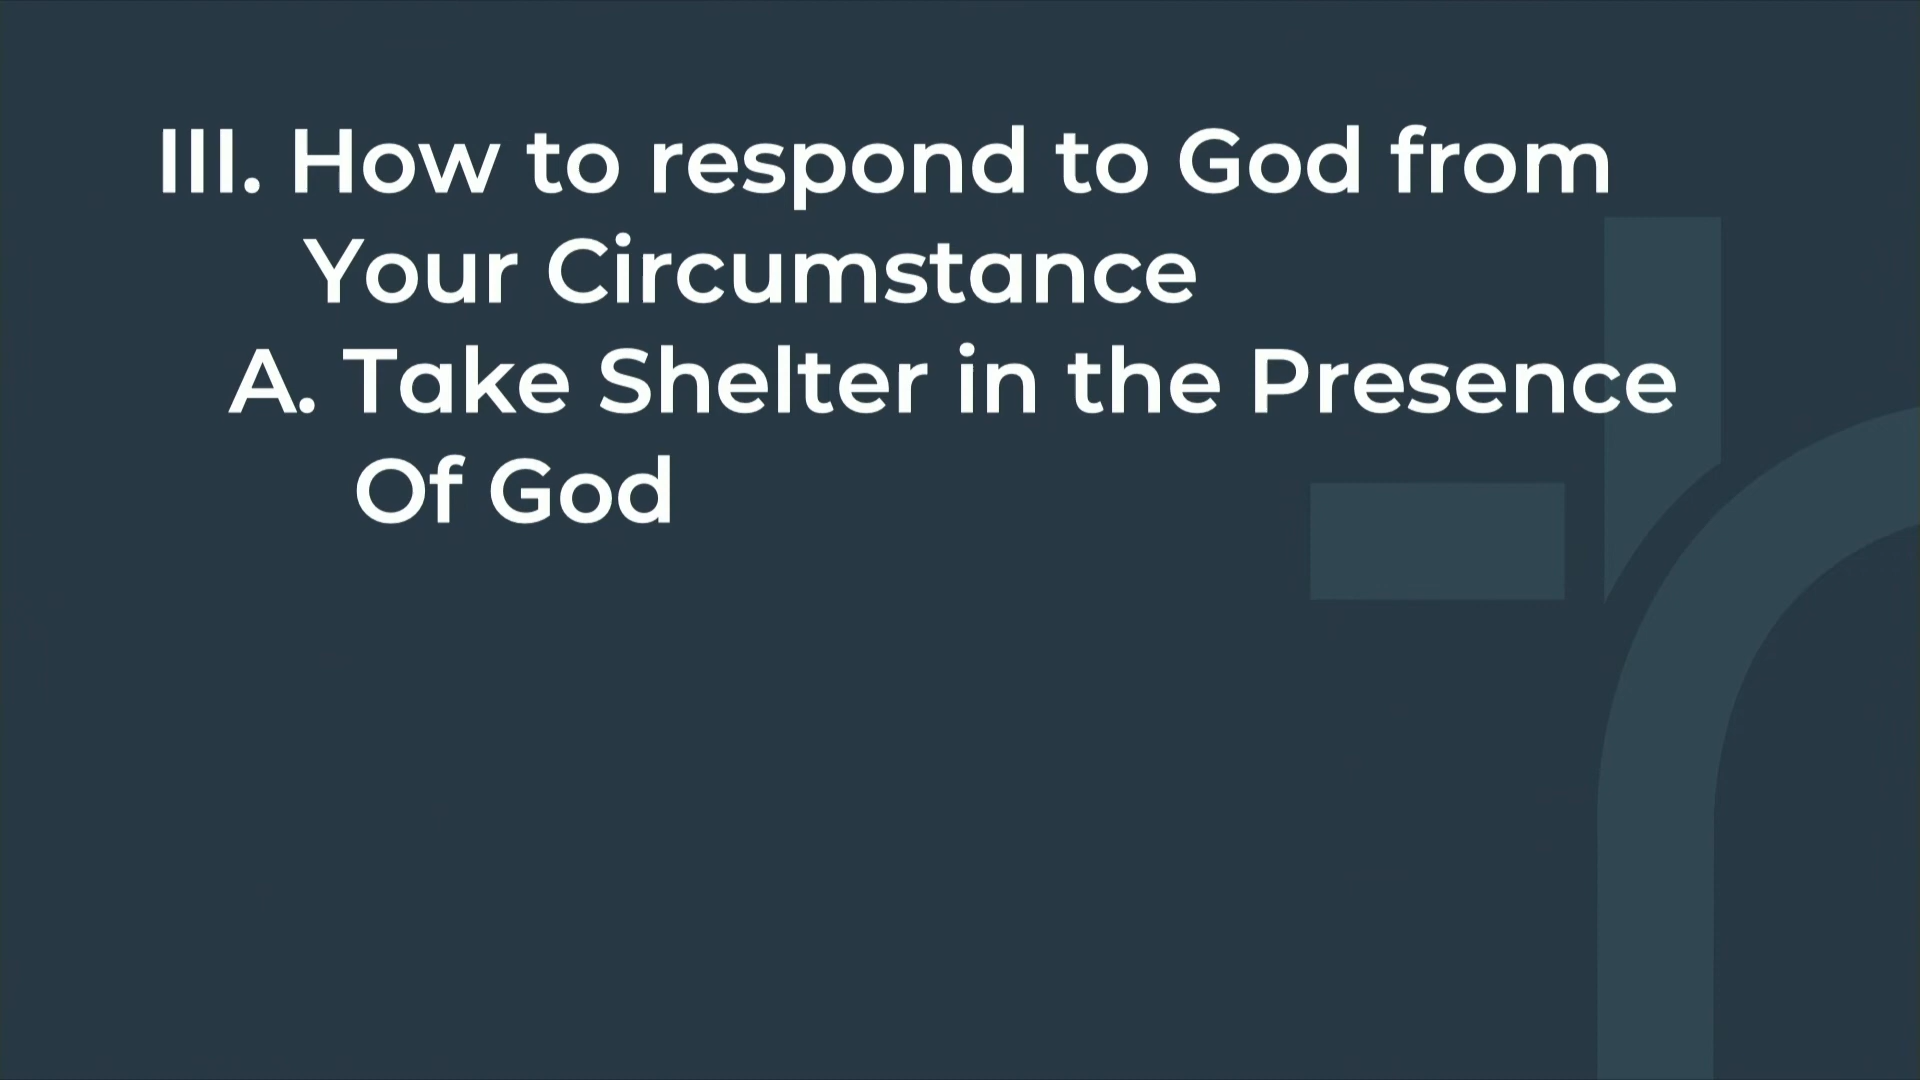 III. How to respond to God from
Your Circumstance
A. Take Shelter in the Presence
Of God